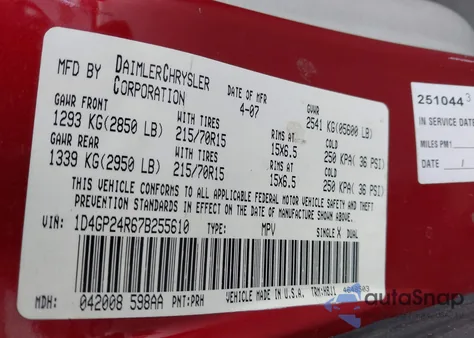 MFD BY DAIMLERCHRYSLER CORPORATION DATE OF MFR 4-07 GVWR 2541 KG(05600 LB)
GAWR FRONT WITH TIRES RIMS AT COLD
1293 KG(2850 LB) 215/70R15 15X6.5 250 KPA( 36 PSI)
GAWR REAR WITH TIRES RIMS AT COLD
1339 KG(2950 LB) 215/70R15 15X6.5 250 KPA( 36 PSI)
THIS VEHICLE CONFORMS TO ALL APPLICABLE FEDERAL MOTOR VEHICLE SAFETY AND THEFT
PREVENTION STANDARDS IN EFFECT ON THE DATE OF MANUFACTURE SHOWN ABOVE.
VIN: 1D4GP24R67B255610 TYPE: MPV SINGLE X DUAL
MDH: 042008 598AA PNT:PRH VEHICLE MADE IN U.S.A.
251044 3
IN SERVICE DATE
MILES PM1
DATE /
autoSnap